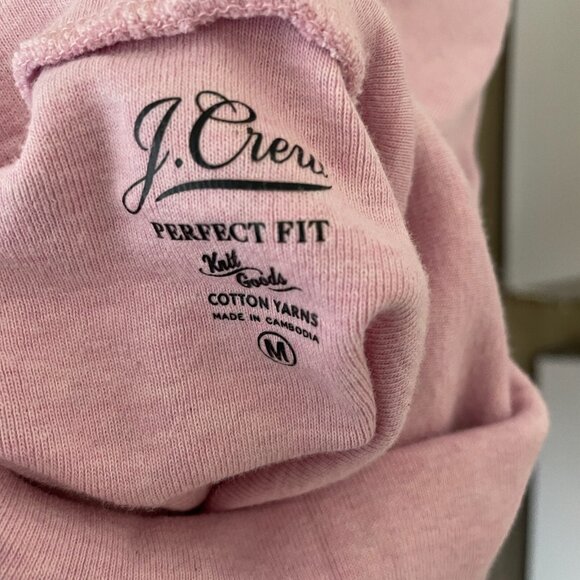 J.Crew
PERFECT FIT
Knit
Goods
COTTON YARNS
MADE IN CAMBODIA
M